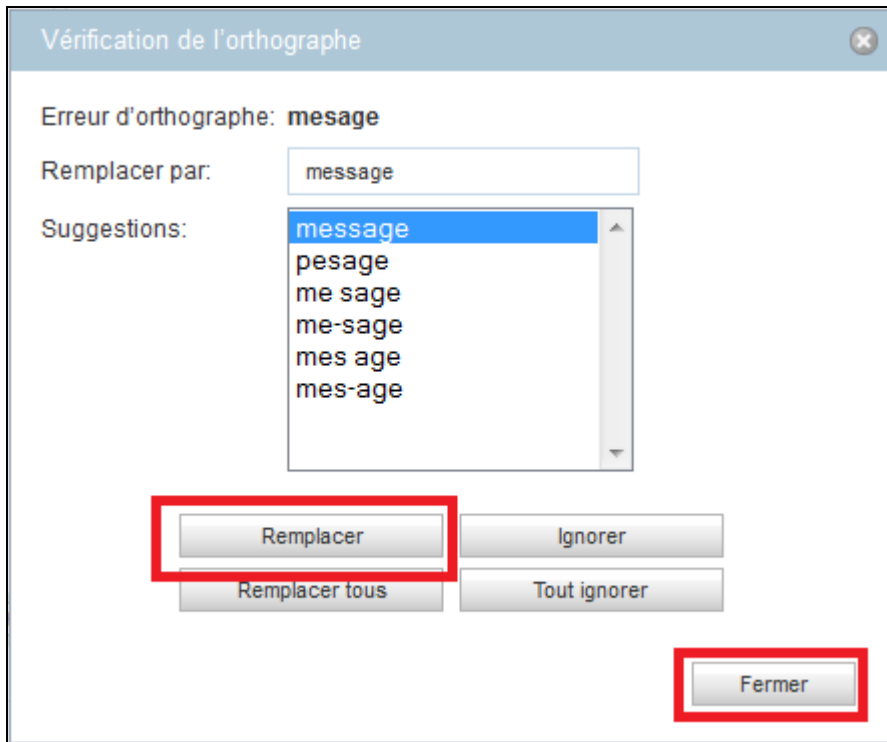 Vérification de l'orthographe
Erreur d'orthographe: mesage
Remplacer par: message
Suggestions: message
pesage
me sage
me-sage
mes age
mes-age
Remplacer Ignorer
Remplacer tous Tout ignorer
Fermer